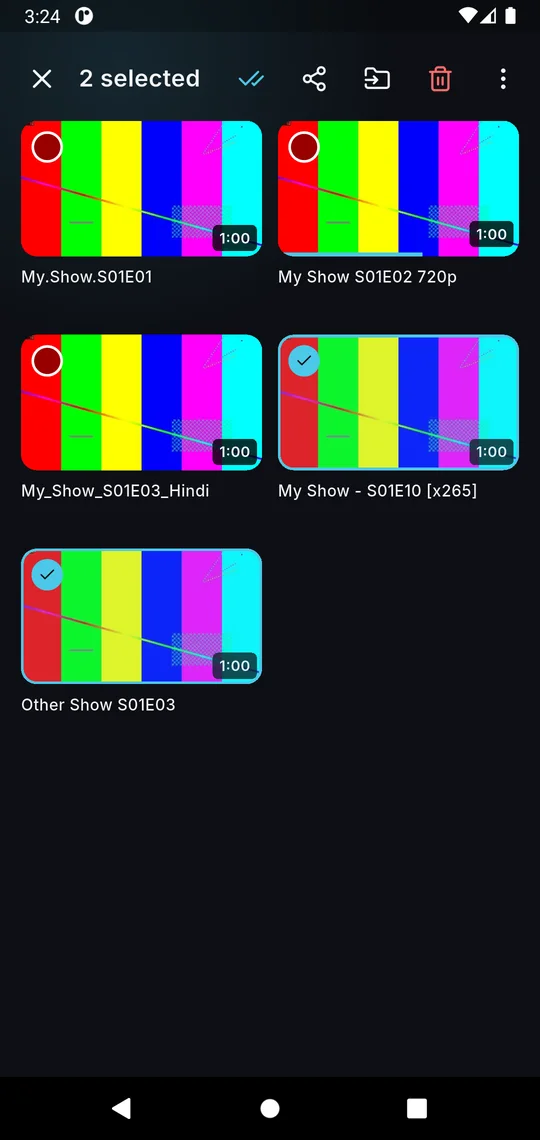 3:24
2 selected
1:00
1:00
My.Show.S01E01
My Show S01E02 720p
1:00
1:00
My_Show_S01E03_Hindi
My Show - S01E10 [x265]
1:00
Other Show S01E03